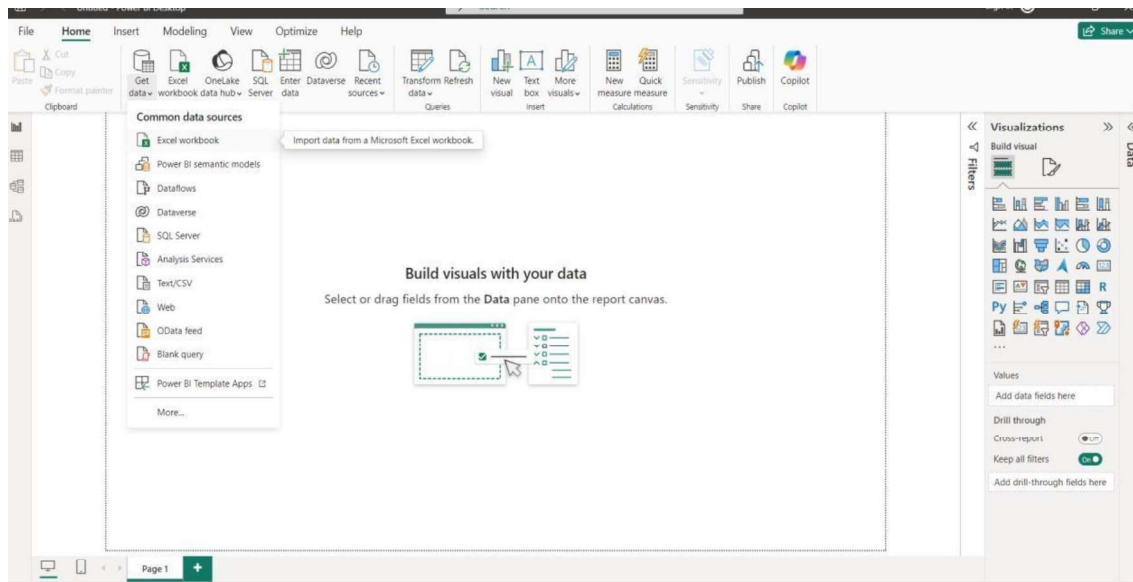 Untitled - Power BI Desktop
File Home Insert Modeling View Optimize Help
Share
Paste
Cut
Copy
Format painter
Clipboard
Get data
Excel workbook
OneLake data hub
SQL Server
Enter data
Dataverse
Recent sources
Transform data
Refresh
Queries
New visual
Text box
More visuals
Insert
New measure
Quick measure
Calculations
Sensitivity
Sensitivity
Publish
Share
Copilot
Copilot
Common data sources
Excel workbook
Import data from a Microsoft Excel workbook.
Power BI semantic models
Dataflows
Dataverse
SQL Server
Analysis Services
Text/CSV
Web
OData feed
Blank query
Power BI Template Apps
More...
Build visuals with your data
Select or drag fields from the Data pane onto the report canvas.
Filters
Visualizations
Build visual
R
Py
...
Values
Add data fields here
Drill through
Cross-report Off
Keep all filters On
Add drill-through fields here
Data
Page 1
+